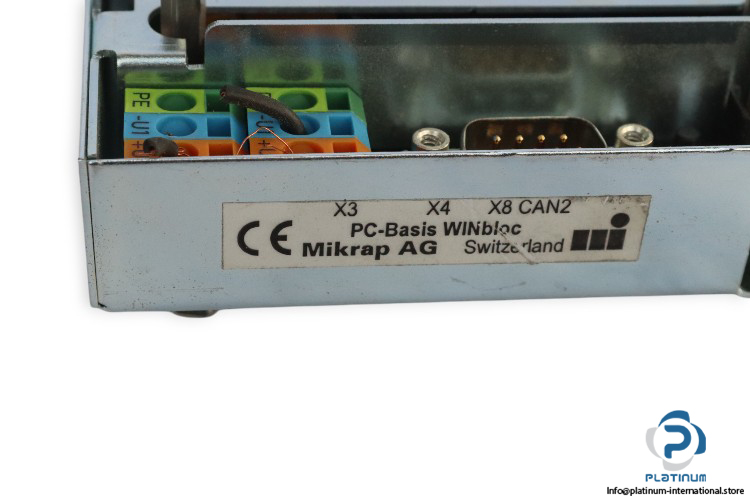 PE
-U1
X3 X4 X8 CAN2
CE PC-Basis WINbloc
Mikrap AG Switzerland
PLATINUM
Info@platinum-international.store